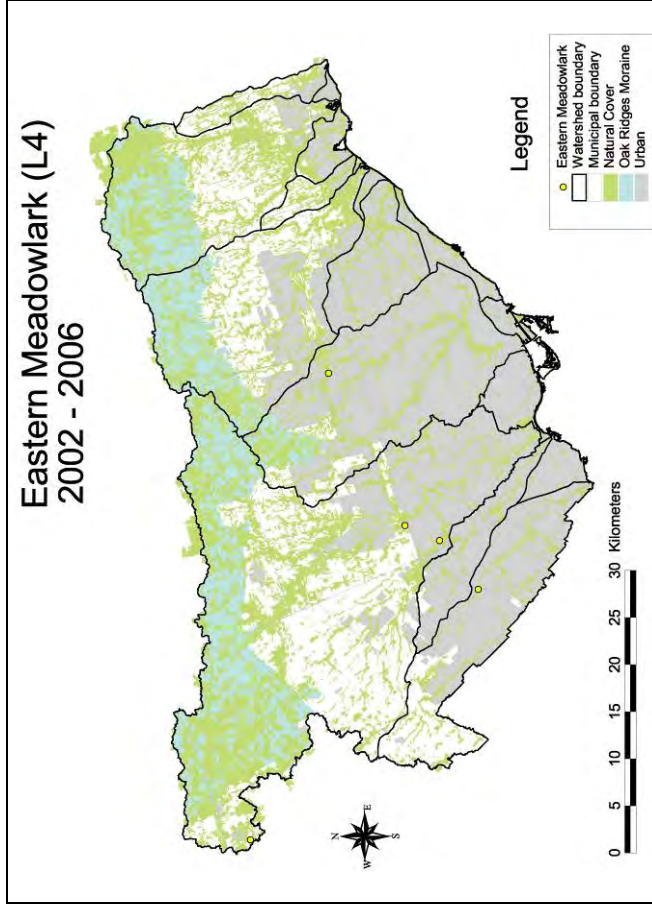 Eastern Meadowlark (L4)
2002 - 2006
N
W
E
S
0 5 10 15 20 25 30 Kilometers
Legend
Eastern Meadowlark
Watershed boundary
Municipal boundary
Natural Cover
Oak Ridges Moraine
Urban